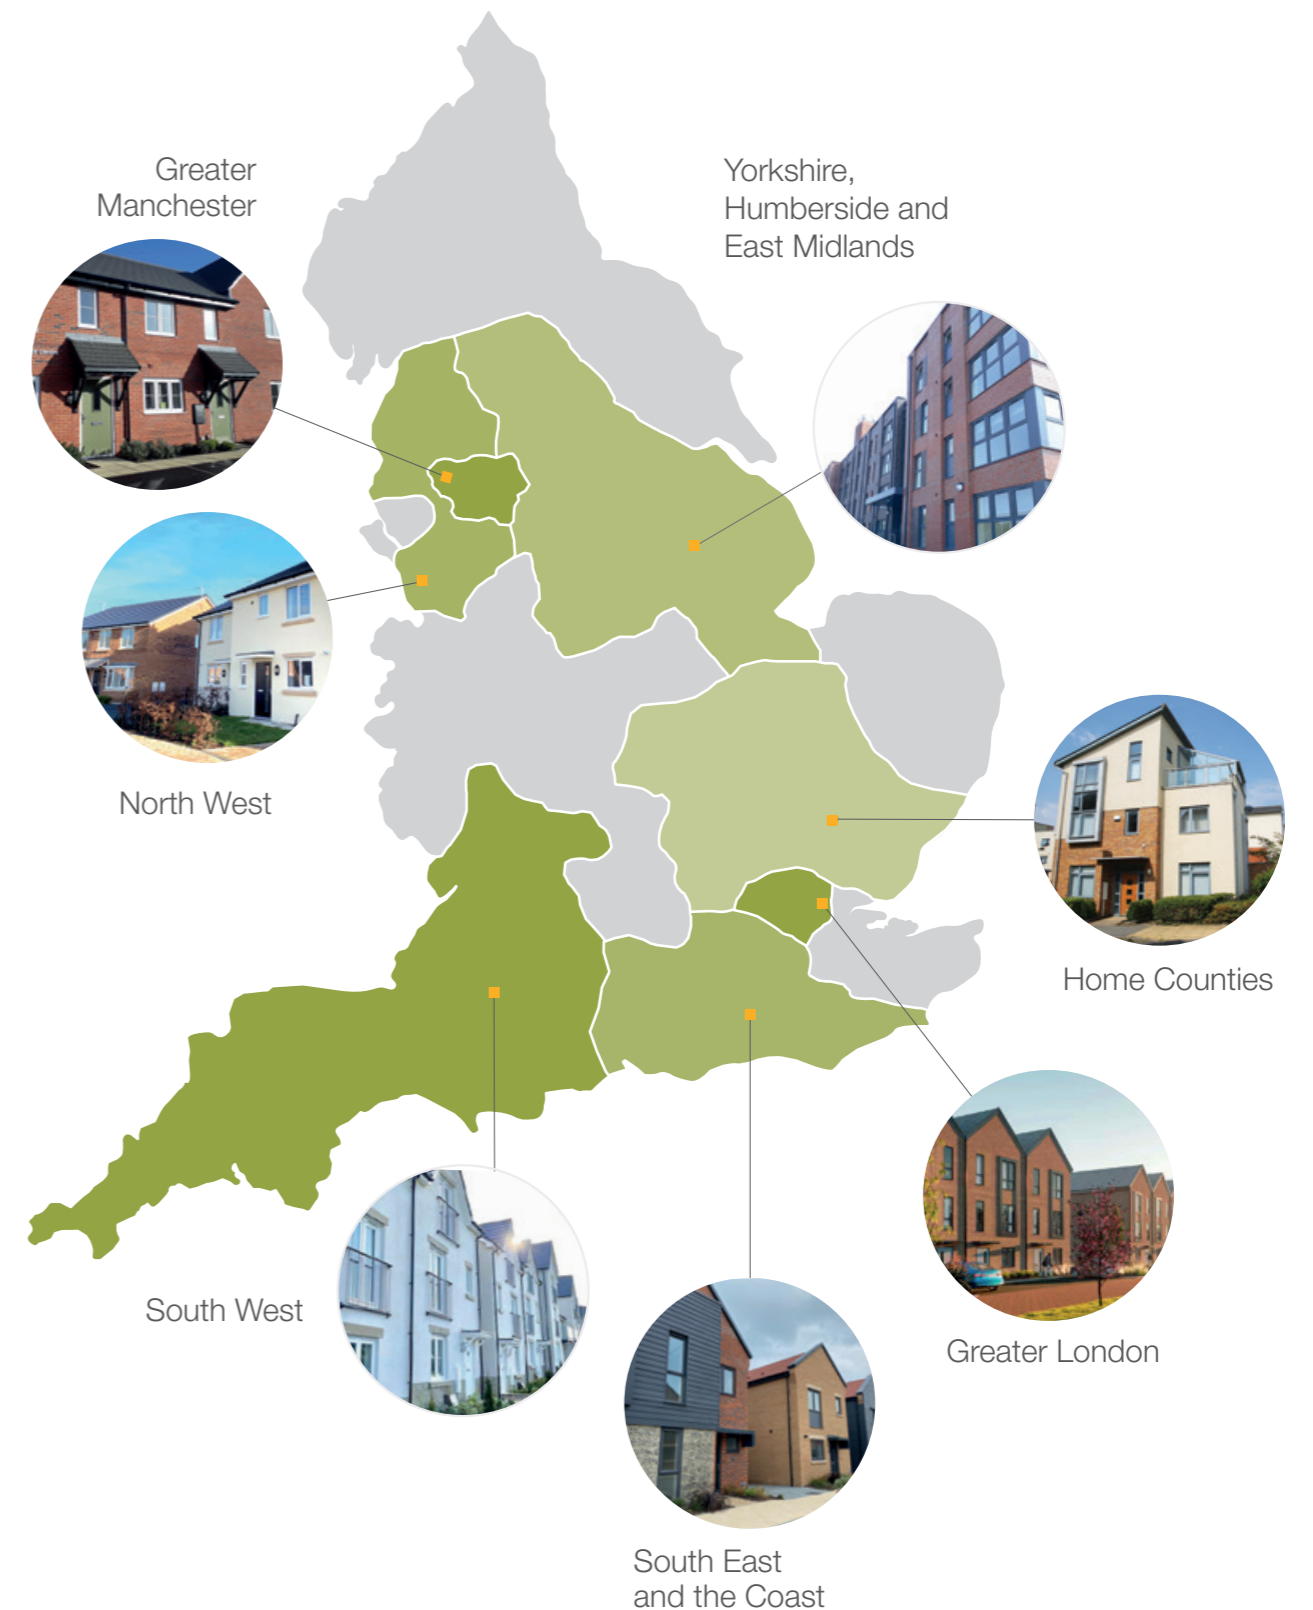 Greater
Manchester
Yorkshire,
Humberside and
East Midlands
North West
Home Counties
South West
Greater London
South East
and the Coast